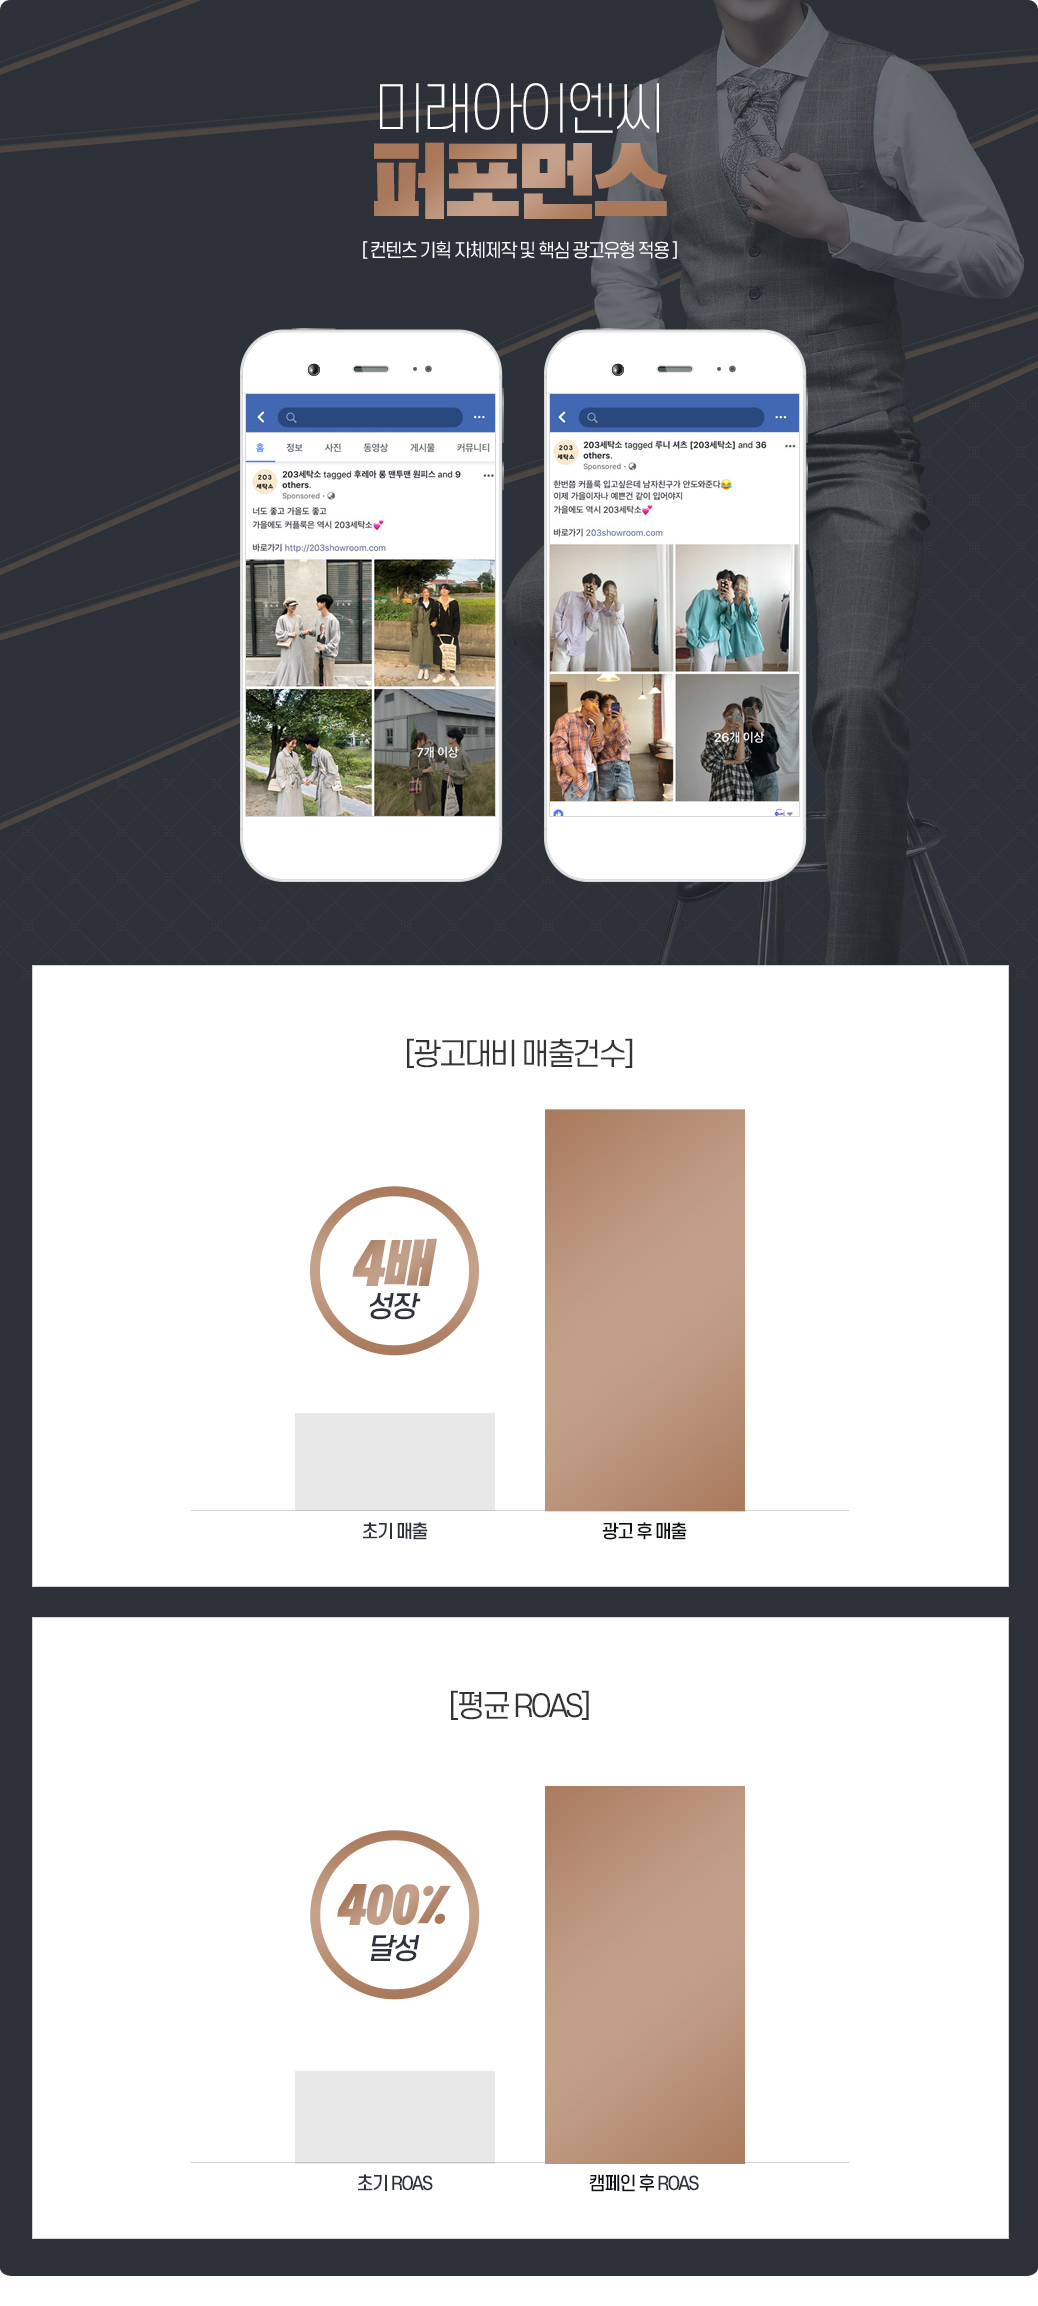 미래아이엔씨
퍼포먼스
[ 컨텐츠 기획 자체제작 및 핵심 광고유형 적용 ]
홈 정보 사진 동영상 게시물 커뮤니티
203
세탁소
203세탁소 tagged 후레아 롱 맨투맨 원피스 and 9
others.
Sponsored ·
너도 좋고 가을도 좋고
가을에도 커플룩은 역시 203세탁소💕
바로가기 http://203showroom.com
7개 이상
203
세탁소
203세탁소 tagged 루니 셔츠 [203세탁소] and 36
others.
Sponsored ·
한번쯤 커플룩 입고싶은데 남자친구가 안도와준다😂
이제 가을이자나 예쁜건 같이 입어야지
가을에도 역시 203세탁소💕
바로가기 203showroom.com
26개 이상
[광고대비 매출건수]
4배
성장
초기 매출
광고 후 매출
[평균 ROAS]
400%
달성
초기 ROAS
캠페인 후 ROAS